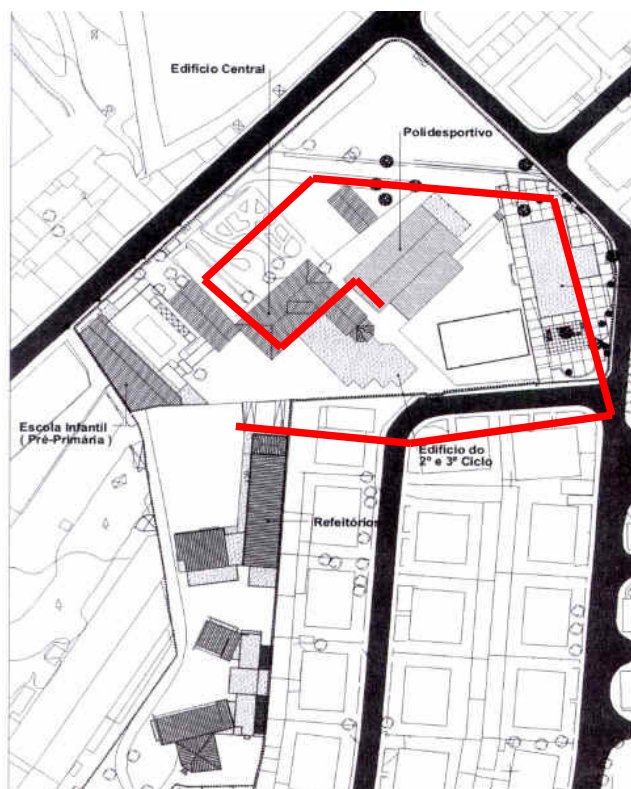 Edifício Central
Polidesportivo
Escola Infantil
( Pré-Primária )
Edifício do
2º e 3º Ciclo
Refeitórios